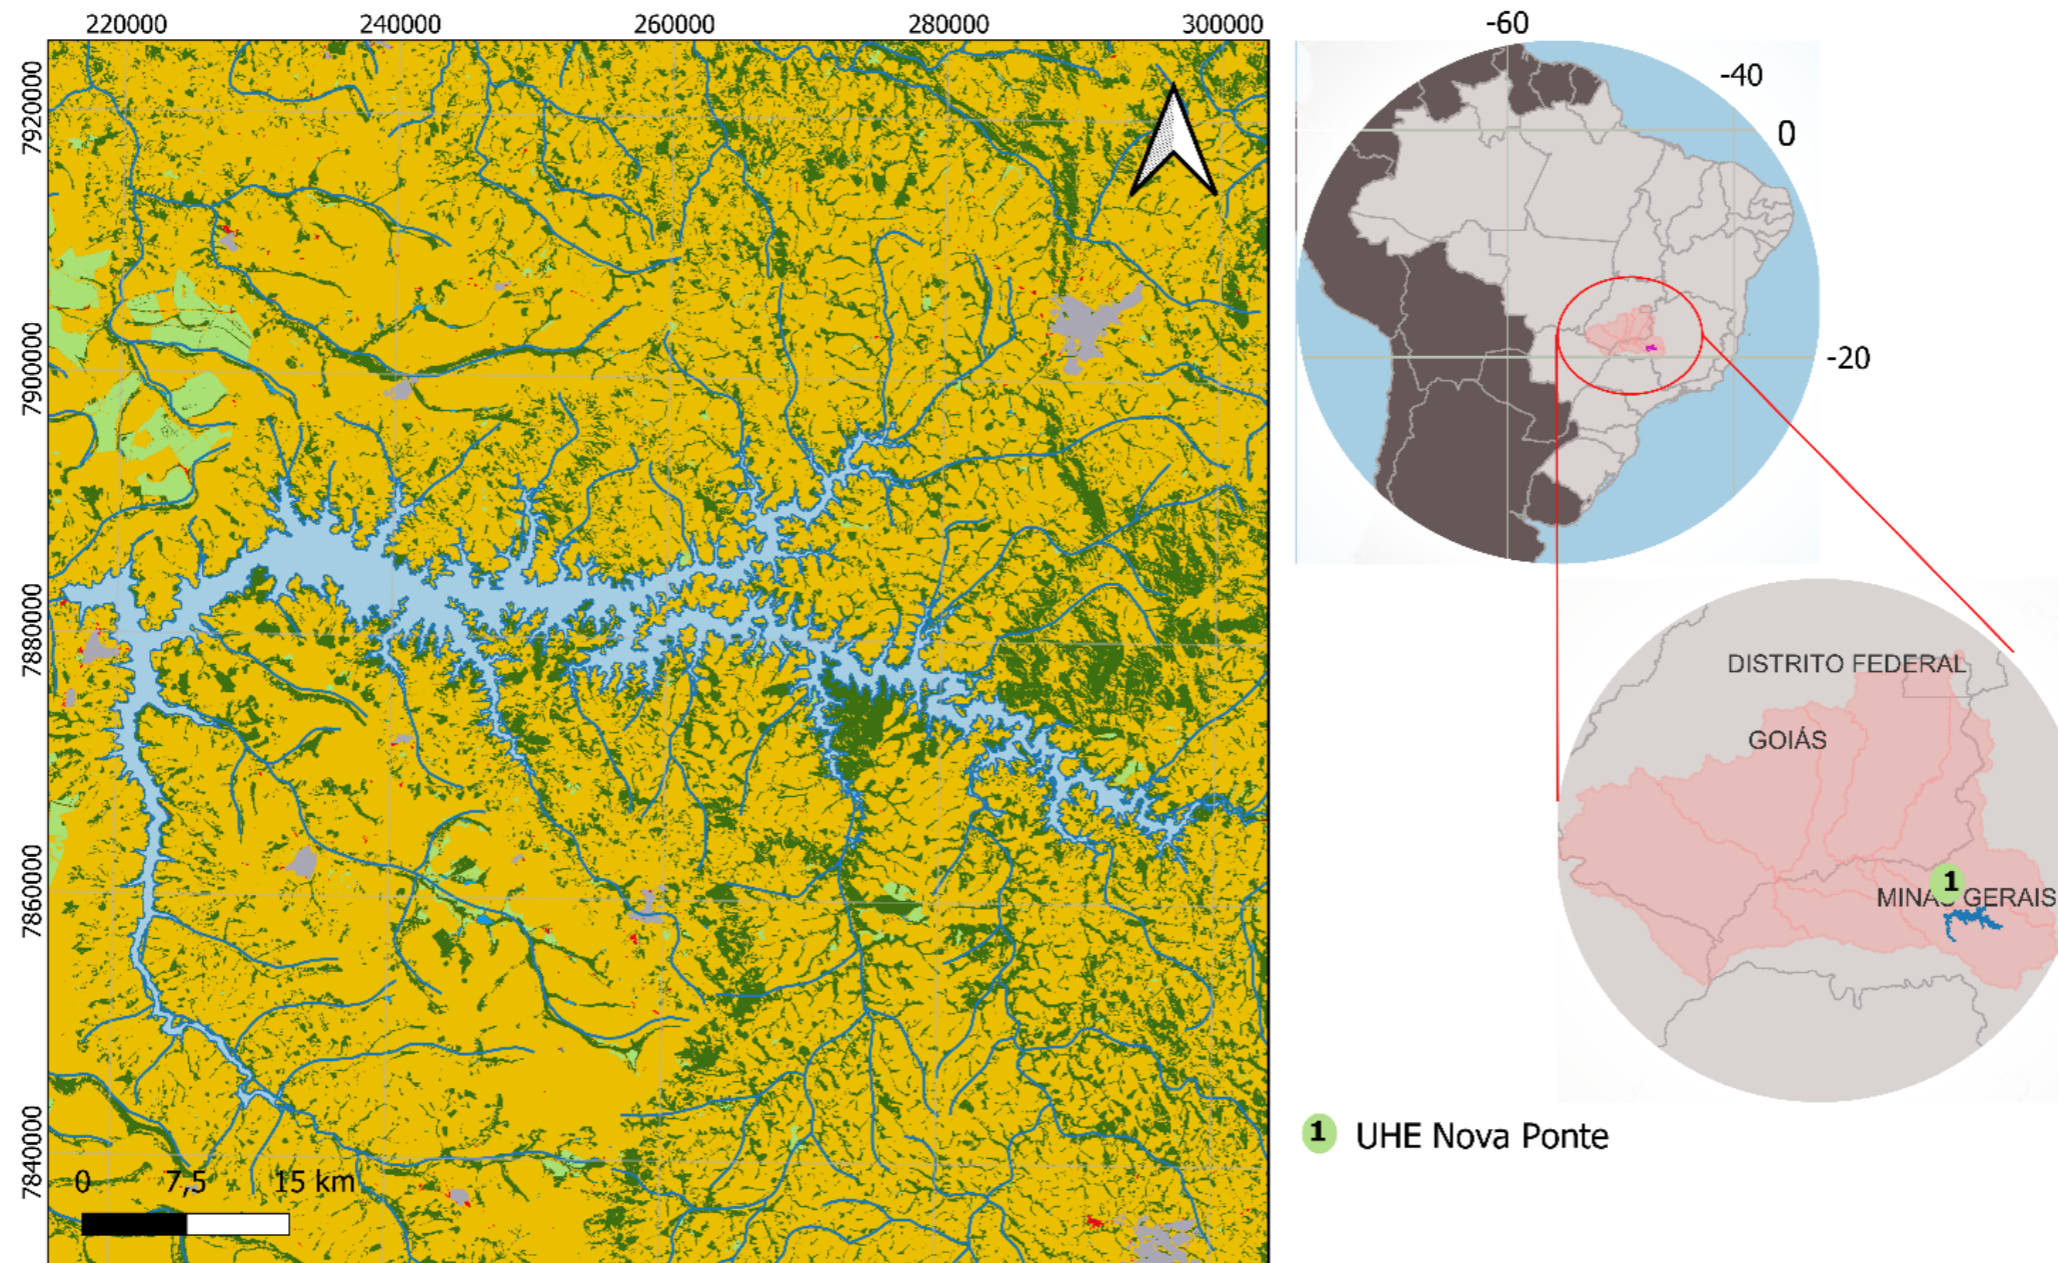 220000 240000 260000 280000 300000
7920000
7900000
7880000
7860000
7840000
0 7,5 15 km
-60
-40
0
-20
DISTRITO FEDERAL
GOIÁS
1
MINAS GERAIS
1 UHE Nova Ponte